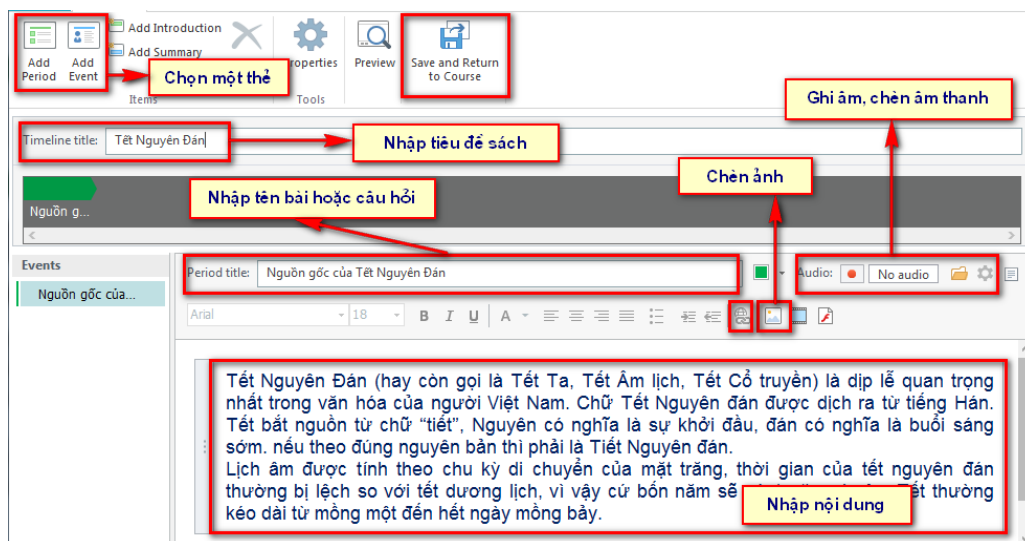 Add Introduction
Add Summary
Add Period
Add Event
Properties
Preview
Save and Return to Course
Items
Tools
Chọn một thẻ
Ghi âm, chèn âm thanh
Timeline title: Tết Nguyên Đán
Nhập tiêu đề sách
Chèn ảnh
Nhập tên bài hoặc câu hỏi
Nguồn g...
Events
Nguồn gốc của...
Period title: Nguồn gốc của Tết Nguyên Đán
Audio: No audio
Arial 18 B I U A
Tết Nguyên Đán (hay còn gọi là Tết Ta, Tết Âm lịch, Tết Cổ truyền) là dịp lễ quan trọng
nhất trong văn hóa của người Việt Nam. Chữ Tết Nguyên đán được dịch ra từ tiếng Hán.
Tết bắt nguồn từ chữ “tiết”, Nguyên có nghĩa là sự khởi đầu, đán có nghĩa là buổi sáng
sớm. nếu theo đúng nguyên bản thì phải là Tiết Nguyên đán.
Lịch âm được tính theo chu kỳ di chuyển của mặt trăng, thời gian của tết nguyên đán
thường bị lệch so với tết dương lịch, vì vậy cứ bốn năm sẽ Tết thường
kéo dài từ mồng một đến hết ngày mồng bảy.
Nhập nội dung